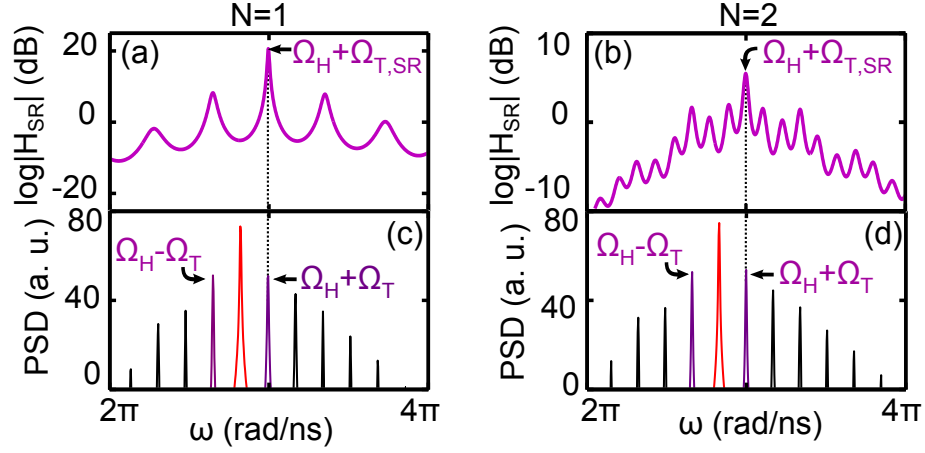 N=1
N=2
20
(a)
Ω_H+Ω_T,SR
0
-20
log|H_SR| (dB)
10
(b)
Ω_H+Ω_T,SR
0
-10
log|H_SR| (dB)
80
(c)
Ω_H-Ω_T
Ω_H+Ω_T
40
0
PSD (a. u.)
2π
4π
ω (rad/ns)
80
(d)
Ω_H-Ω_T
Ω_H+Ω_T
40
0
PSD (a. u.)
2π
4π
ω (rad/ns)